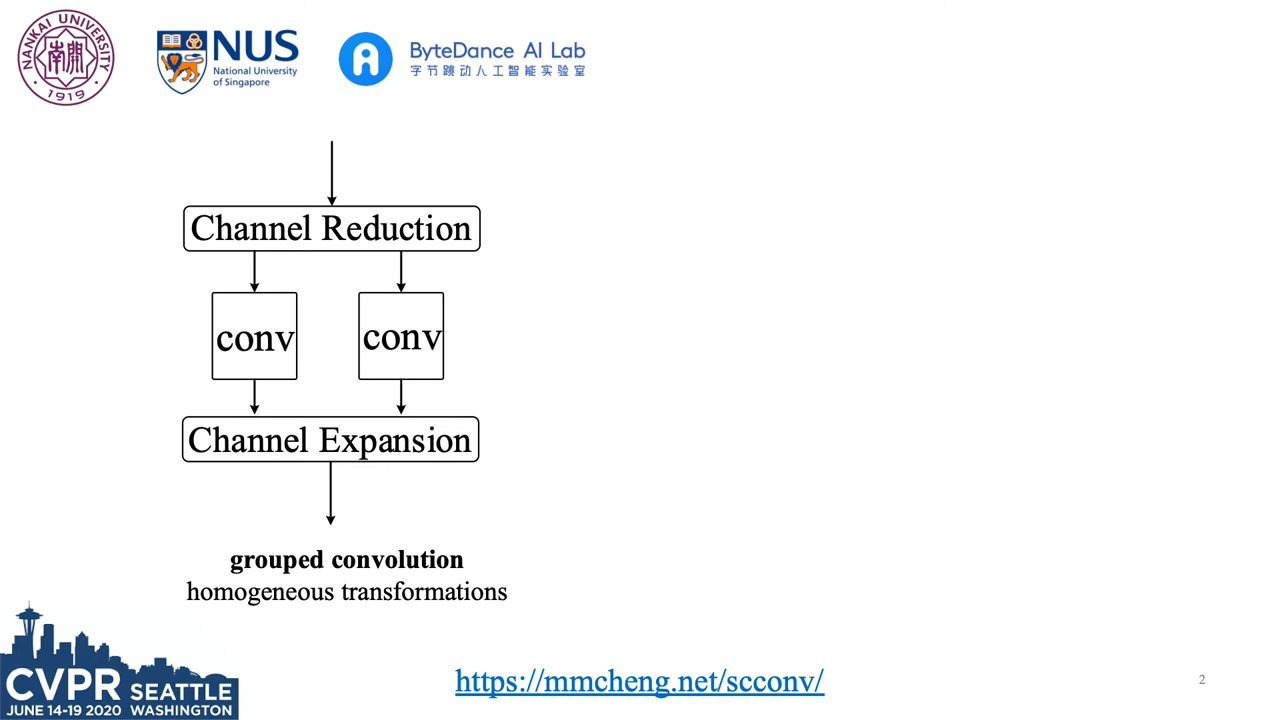 NANKAI UNIVERSITY
南開
· 1919 ·
NUS
National University
of Singapore
ByteDance AI Lab
字节跳动人工智能实验室
Channel Reduction
conv conv
Channel Expansion
grouped convolution
homogeneous transformations
CVPR SEATTLE
JUNE 14-19 2020 WASHINGTON
https://mmcheng.net/scconv/
2